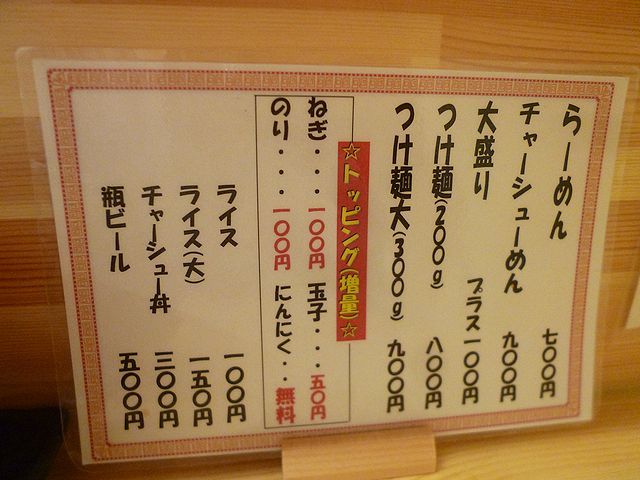 らーめん 七〇〇円
チャーシューめん 九〇〇円
大盛り プラス一〇〇円
つけ麺(200g) 八〇〇円
つけ麺大(300g) 九〇〇円
☆トッピング(増量)☆
ねぎ・・・一〇〇円 玉子・・・五〇円
のり・・・一〇〇円 にんにく・・無料
ライス 一〇〇円
ライス(大) 一五〇円
チャーシュー丼 三〇〇円
瓶ビール 五〇〇円